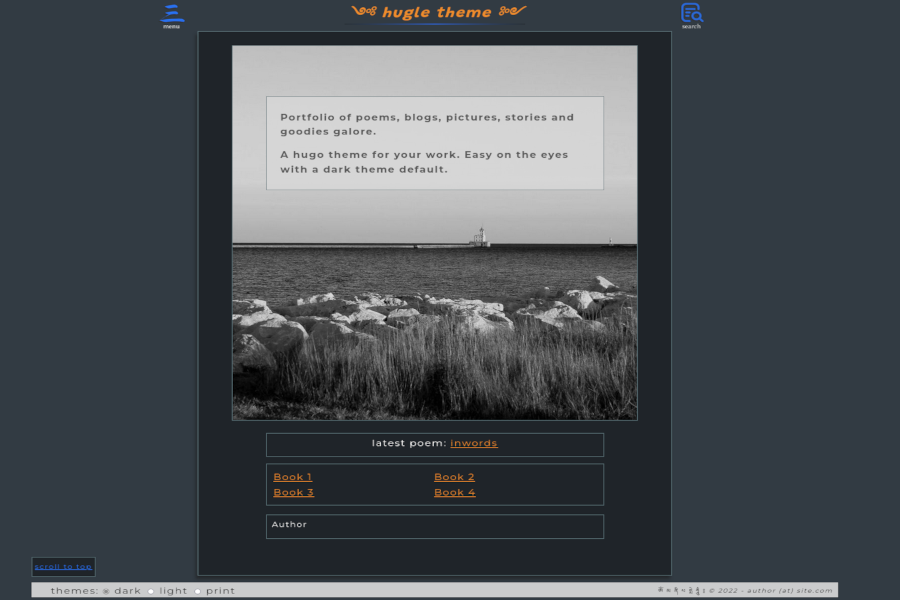 menu
hugle theme
search
Portfolio of poems, blogs, pictures, stories and
goodies galore.
A hugo theme for your work. Easy on the eyes
with a dark theme default.
latest poem: inwords
Book 1 Book 2
Book 3 Book 4
Author
scroll to top
themes: dark light print
© 2022 - author (at) site.com